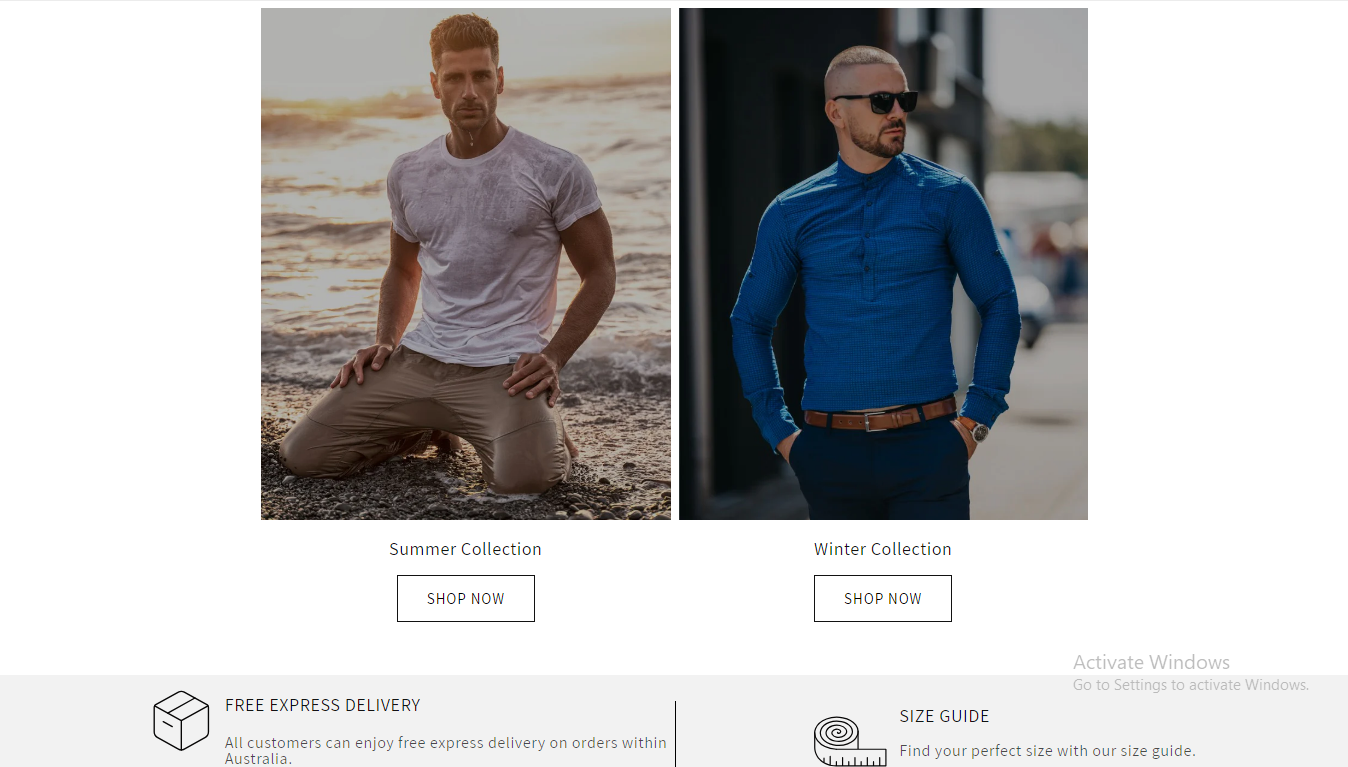 Summer Collection
Winter Collection
SHOP NOW
SHOP NOW
Activate Windows
Go to Settings to activate Windows.
FREE EXPRESS DELIVERY
All customers can enjoy free express delivery on orders within
Australia.
SIZE GUIDE
Find your perfect size with our size guide.